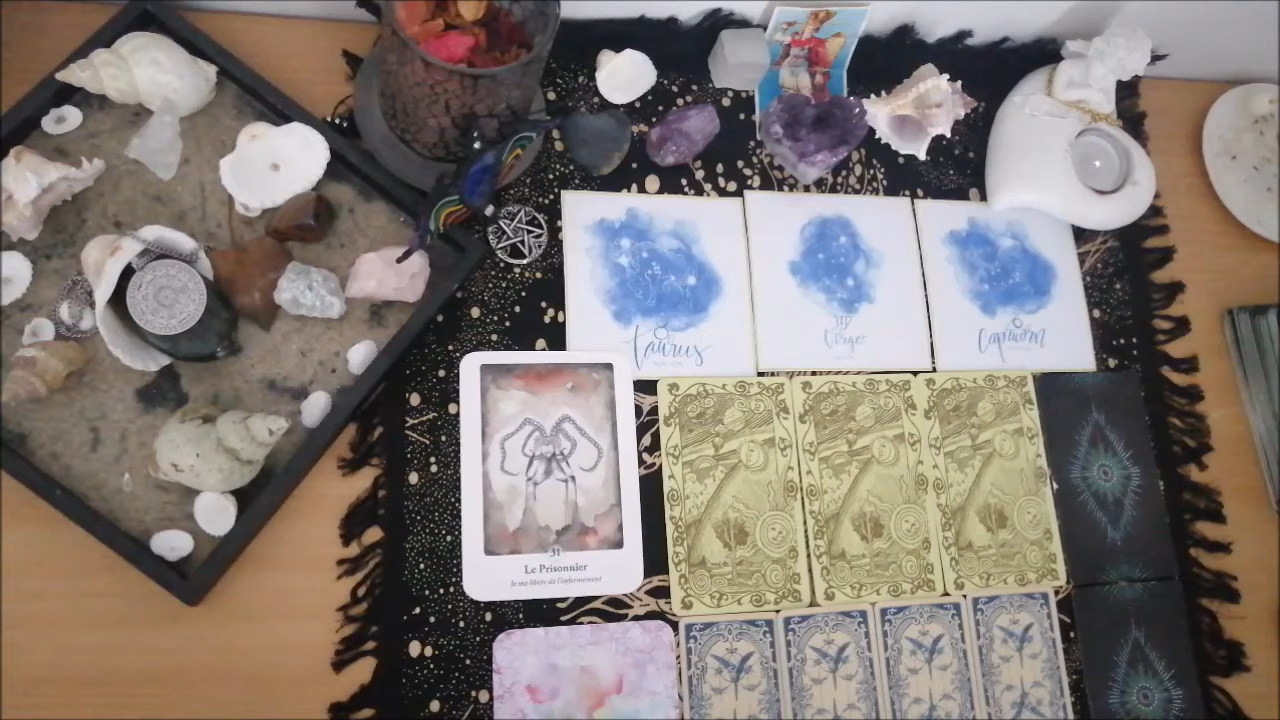 taurus
Virgo
Capricorn
31
Le Prisonnier
Je me libère de l'enfermement